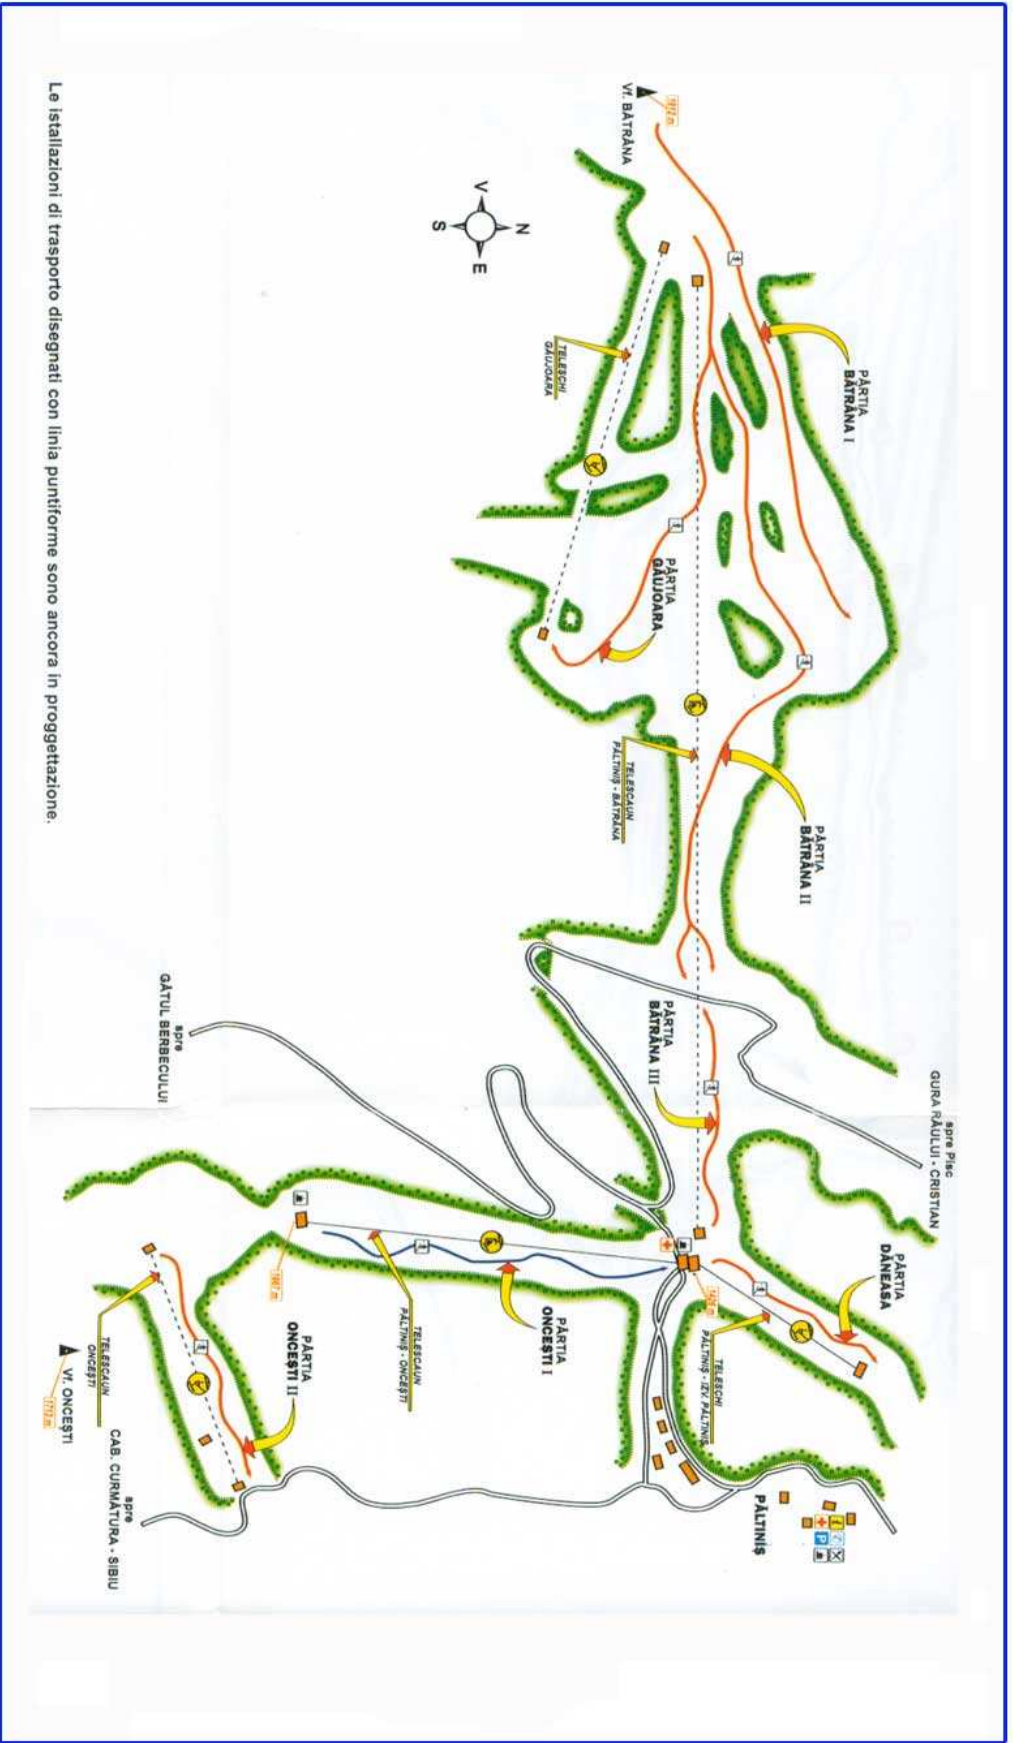 1912 m
Vf. BĂTRÂNA
V
N
S
E
PÂRTIA
BĂTRÂNA I
TELESCHI
GĂUJOARA
PÂRTIA
GĂUJOARA
TELESCAUN
PĂLTINIŞ - BĂTRÂNA
PÂRTIA
BĂTRÂNA II
PÂRTIA
BĂTRÂNA III
spre Pisc
GURA RÂULUI - CRISTIAN
spre
GÂTUL BERBECULUI
PÂRTIA
DĂNEASA
TELESCHI
PĂLTINIŞ - IZV. PĂLTINIŞ
PÂRTIA
ONCEŞTI I
TELESCAUN
PĂLTINIŞ - ONCEŞTI
PÂRTIA
ONCEŞTI II
TELESCAUN
ONCEŞTI
Vf. ONCEŞTI
1713 m
PĂLTINIŞ
P
spre
CAB. CURMĂTURA - SIBIU
Le istallazioni di trasporto disegnati con linia puntiforme sono ancora in proggettazione.